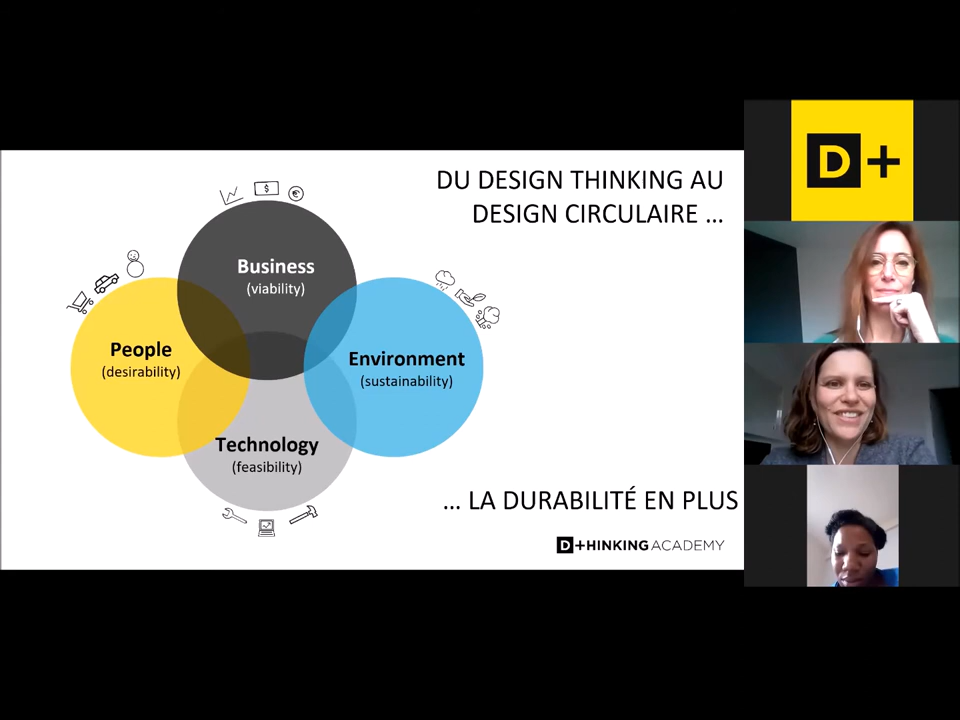 DU DESIGN THINKING AU
DESIGN CIRCULAIRE ...
Business
(viability)
People
(desirability)
Environment
(sustainability)
Technology
(feasibility)
... LA DURABILITÉ EN PLUS
D+HINKING ACADEMY
D+